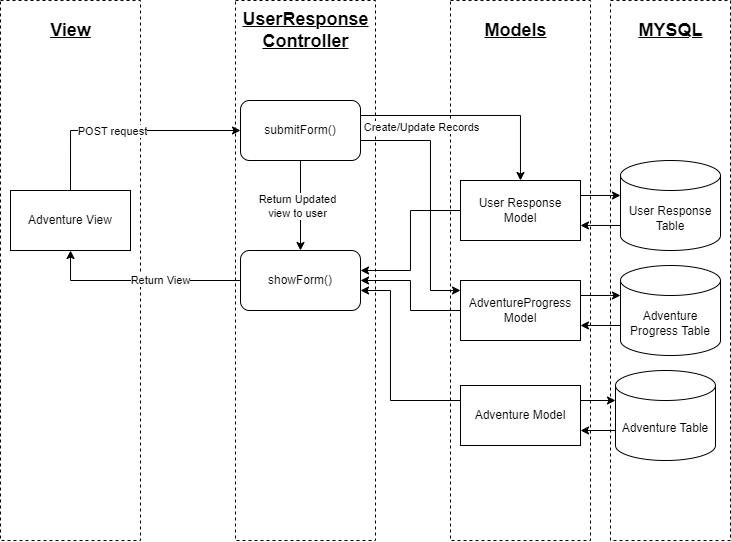 View
UserResponse
Controller
Models
MYSQL
POST request
submitForm()
Create/Update Records
Return Updated
view to user
Adventure View
User Response
Model
User Response
Table
Return View
showForm()
AdventureProgress
Model
Adventure
Progress Table
Adventure Model
Adventure Table